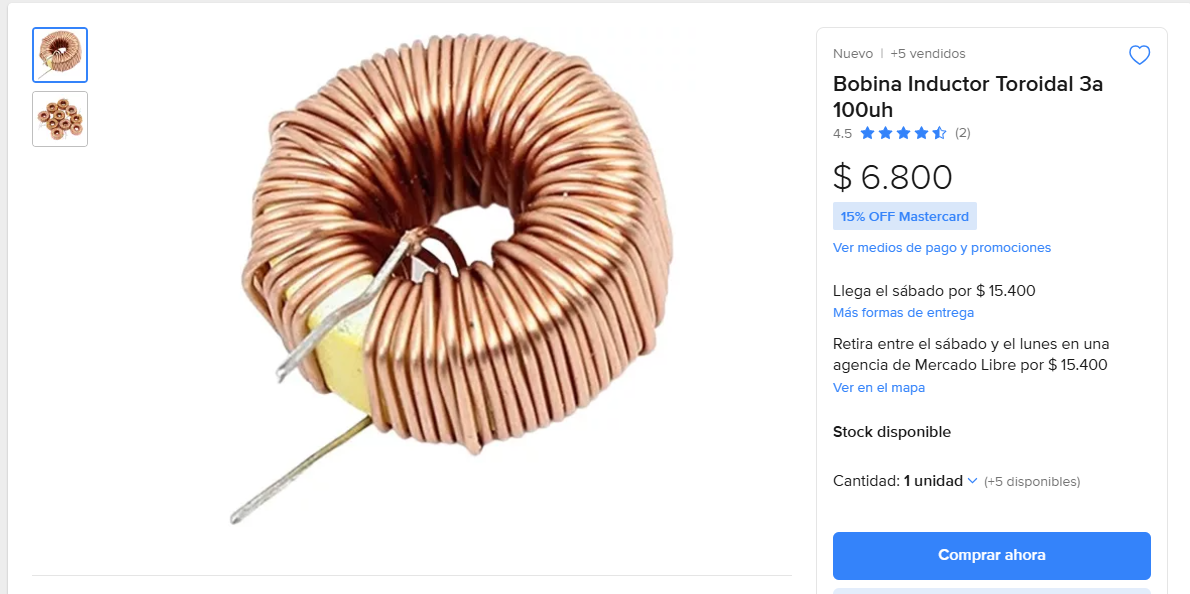 Nuevo | +5 vendidos
Bobina Inductor Toroidal 3a
100uh
4.5 (2)
$ 6.800
15% OFF Mastercard
Ver medios de pago y promociones
Llega el sábado por $ 15.400
Más formas de entrega
Retira entre el sábado y el lunes en una
agencia de Mercado Libre por $ 15.400
Ver en el mapa
Stock disponible
Cantidad: 1 unidad (+5 disponibles)
Comprar ahora